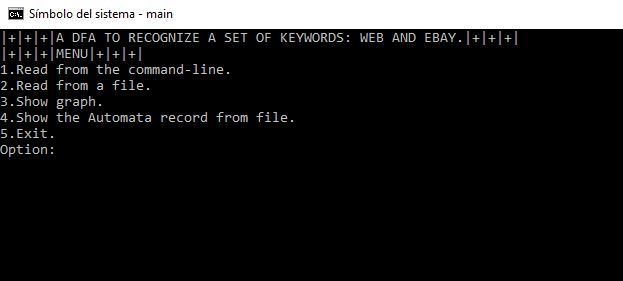 Símbolo del sistema - main
|+|+|+|A DFA TO RECOGNIZE A SET OF KEYWORDS: WEB AND EBAY.|+|+|+|
|+|+|+|MENU|+|+|+|
1.Read from the command-line.
2.Read from a file.
3.Show graph.
4.Show the Automata record from file.
5.Exit.
Option: